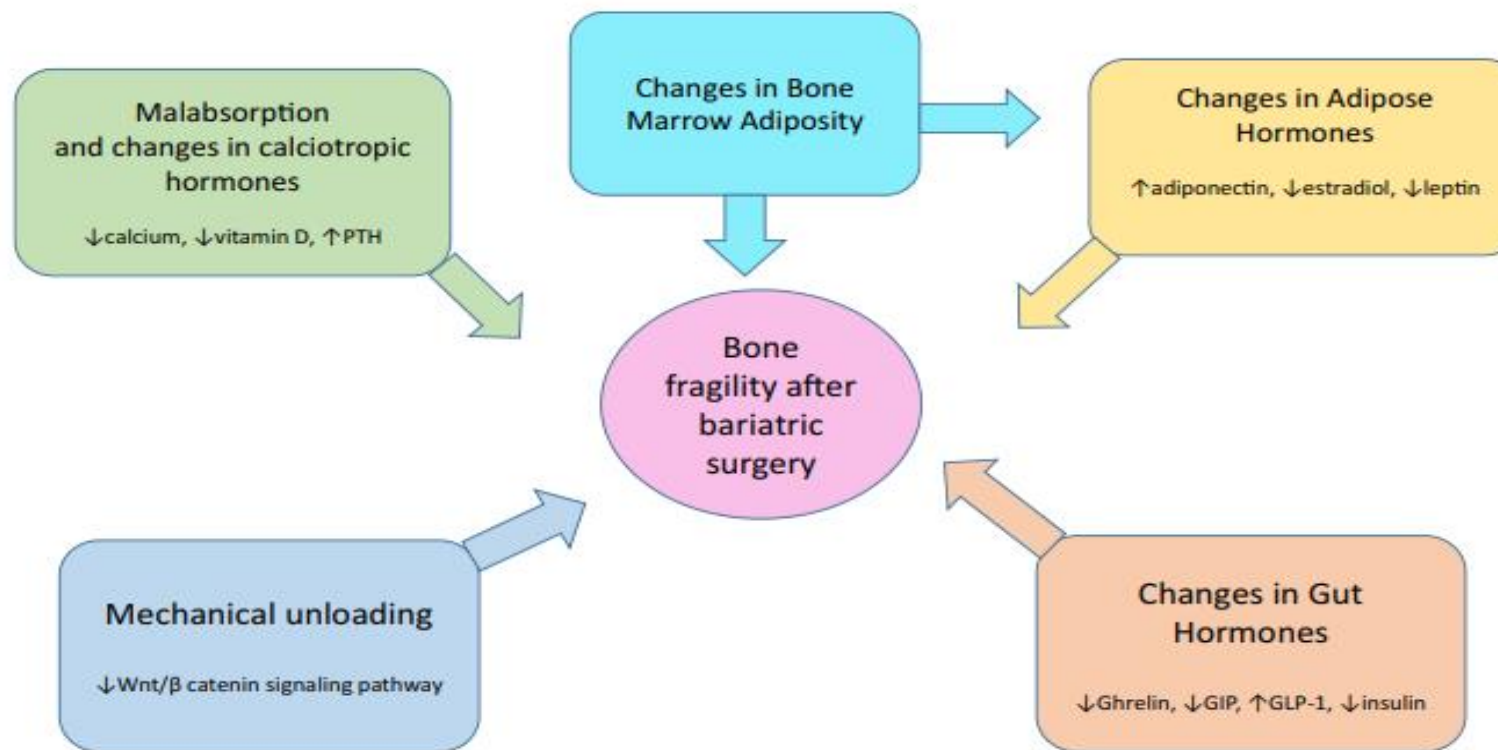 Malabsorption
and changes in calciotropic
hormones
↓calcium, ↓vitamin D, ↑PTH
Changes in Bone
Marrow Adiposity
Changes in Adipose
Hormones
↑adiponectin, ↓estradiol, ↓leptin
Bone
fragility after
bariatric
surgery
Mechanical unloading
↓Wnt/β catenin signaling pathway
Changes in Gut
Hormones
↓Ghrelin, ↓GIP, ↑GLP-1, ↓insulin